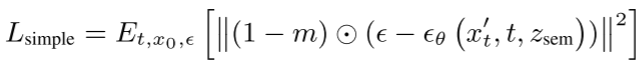 L_simple = E_{t,x_0,ϵ} [ ‖(1 − m) ⊙ (ϵ − ϵ_θ (x′_t, t, z_sem))‖² ]